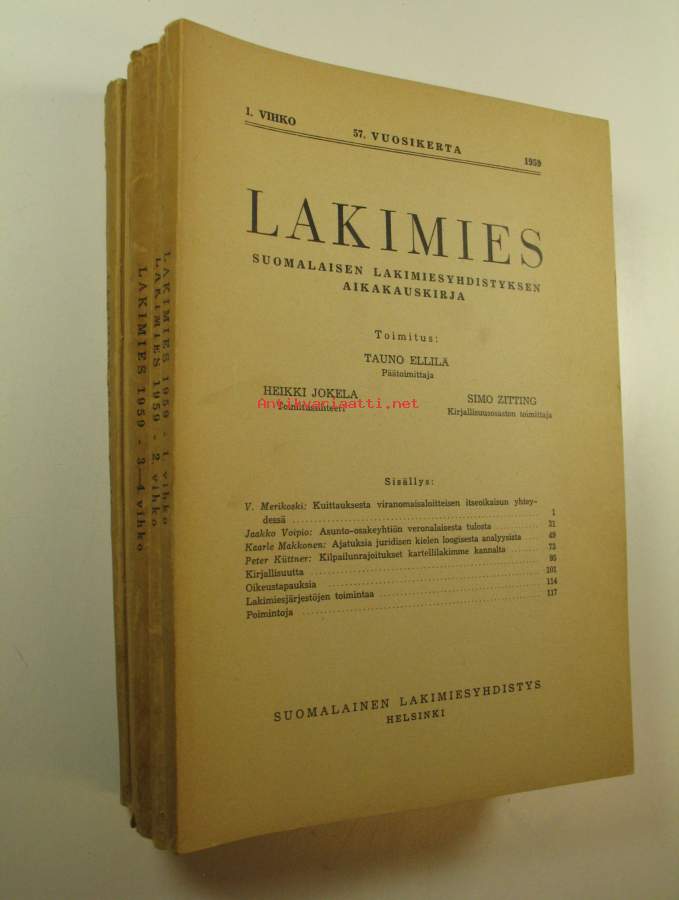 1. VIHKO
57. VUOSIKERTA
1959
LAKIMIES
SUOMALAISEN LAKIMIESYHDISTYKSEN
AIKAKAUSKIRJA
Toimitus:
TAUNO ELLILÄ
Päätoimittaja
HEIKKI JOKELA
Toimitussihteeri
SIMO ZITTING
Kirjallisuusosaston toimittaja
Antikvariaatti.net
Sisällys:
V. Merikoski: Kuittauksesta viranomaisaloitteisen itseoikaisun yhtey-
dessä 1
Jaakko Voipio: Asunto-osakeyhtiön veronalaisesta tulosta 31
Kaarle Makkonen: Ajatuksia juridisen kielen loogisesta analyysista 49
Peter Küttner: Kilpailunrajoitukset kartellilakimme kannalta 73
Kirjallisuutta 95
Oikeustapauksia 101
Lakimiesjärjestöjen toimintaa 114
Poimintoja 117
SUOMALAINEN LAKIMIESYHDISTYS
HELSINKI
LAKIMIES 1959 - 1. vihko
LAKIMIES 1959 - 2. vihko
LAKIMIES 1959 - 3—4. vihko